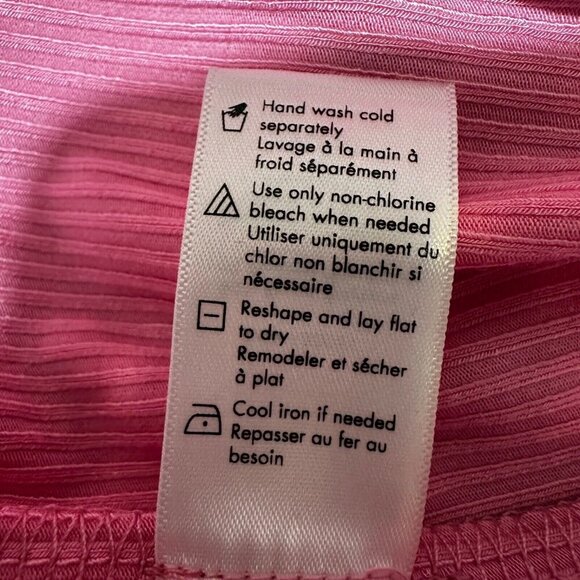 Hand wash cold
separately
Lavage à la main à
froid séparément
Use only non-chlorine
bleach when needed
Utiliser uniquement du
chlor non blanchir si
nécessaire
Reshape and lay flat
to dry
Remodeler et sécher
à plat
Cool iron if needed
Repasser au fer au
besoin